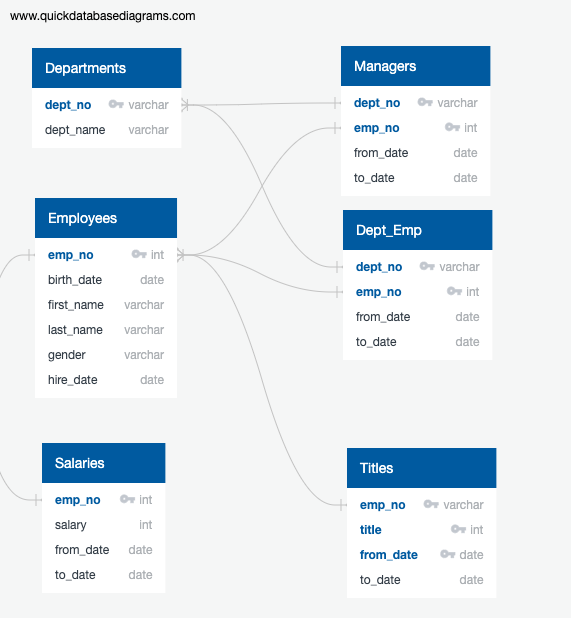 www.quickdatabasediagrams.com
Departments
dept_no varchar
dept_name varchar
Managers
dept_no varchar
emp_no int
from_date date
to_date date
Employees
emp_no int
birth_date date
first_name varchar
last_name varchar
gender varchar
hire_date date
Dept_Emp
dept_no varchar
emp_no int
from_date date
to_date date
Salaries
emp_no int
salary int
from_date date
to_date date
Titles
emp_no varchar
title int
from_date date
to_date date